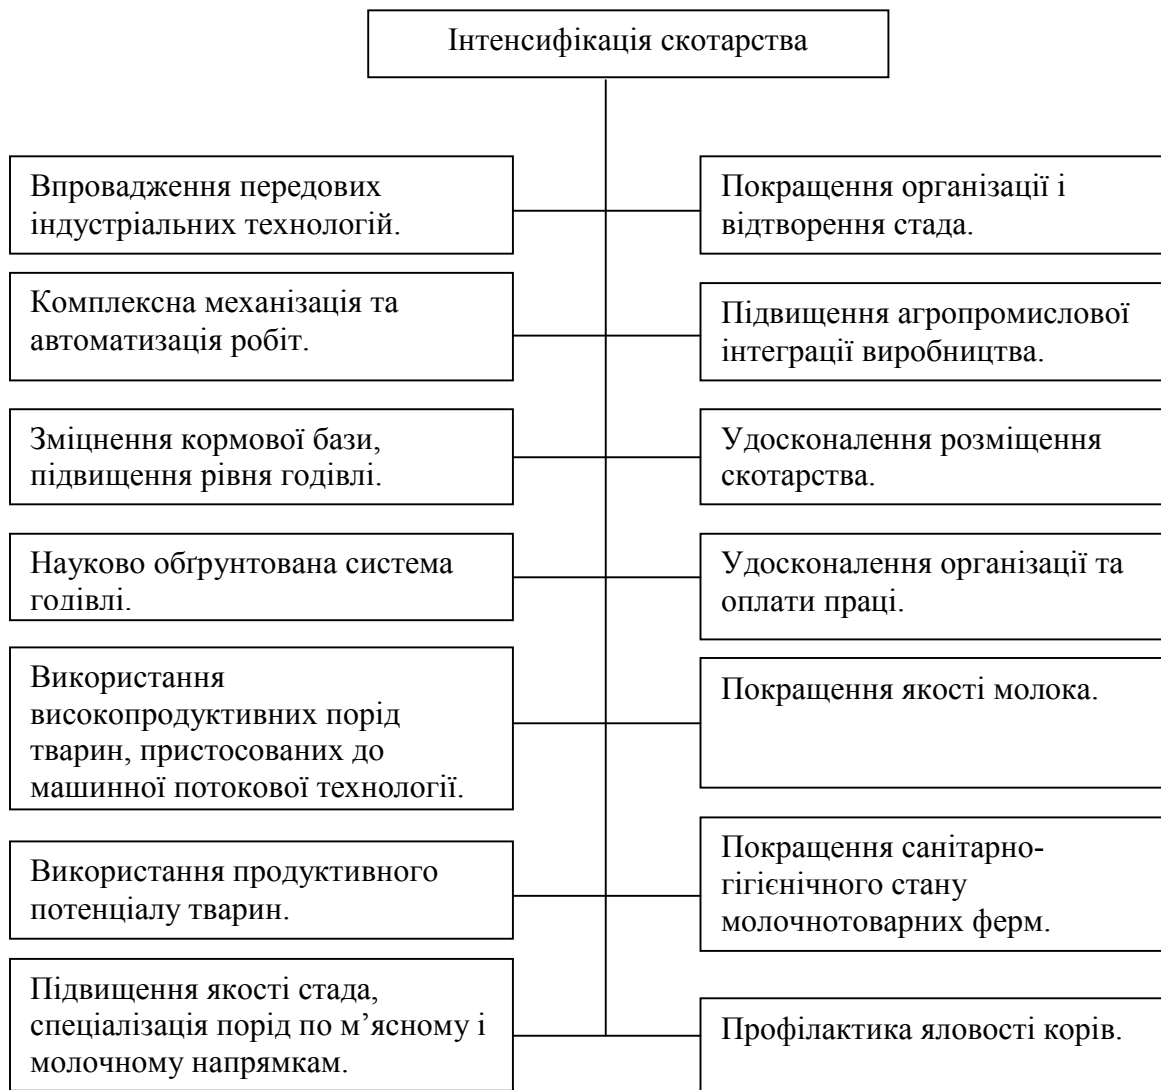 Інтенсифікація скотарства
Впровадження передових
індустріальних технологій.
Комплексна механізація та
автоматизація робіт.
Зміцнення кормової бази,
підвищення рівня годівлі.
Науково обґрунтована система
годівлі.
Використання
високопродуктивних порід
тварин, пристосованих до
машинної потокової технології.
Використання продуктивного
потенціалу тварин.
Підвищення якості стада,
спеціалізація порід по м’ясному і
молочному напрямкам.
Покращення організації і
відтворення стада.
Підвищення агропромислової
інтеграції виробництва.
Удосконалення розміщення
скотарства.
Удосконалення організації та
оплати праці.
Покращення якості молока.
Покращення санітарно-
гігієнічного стану
молочнотоварних ферм.
Профілактика яловості корів.